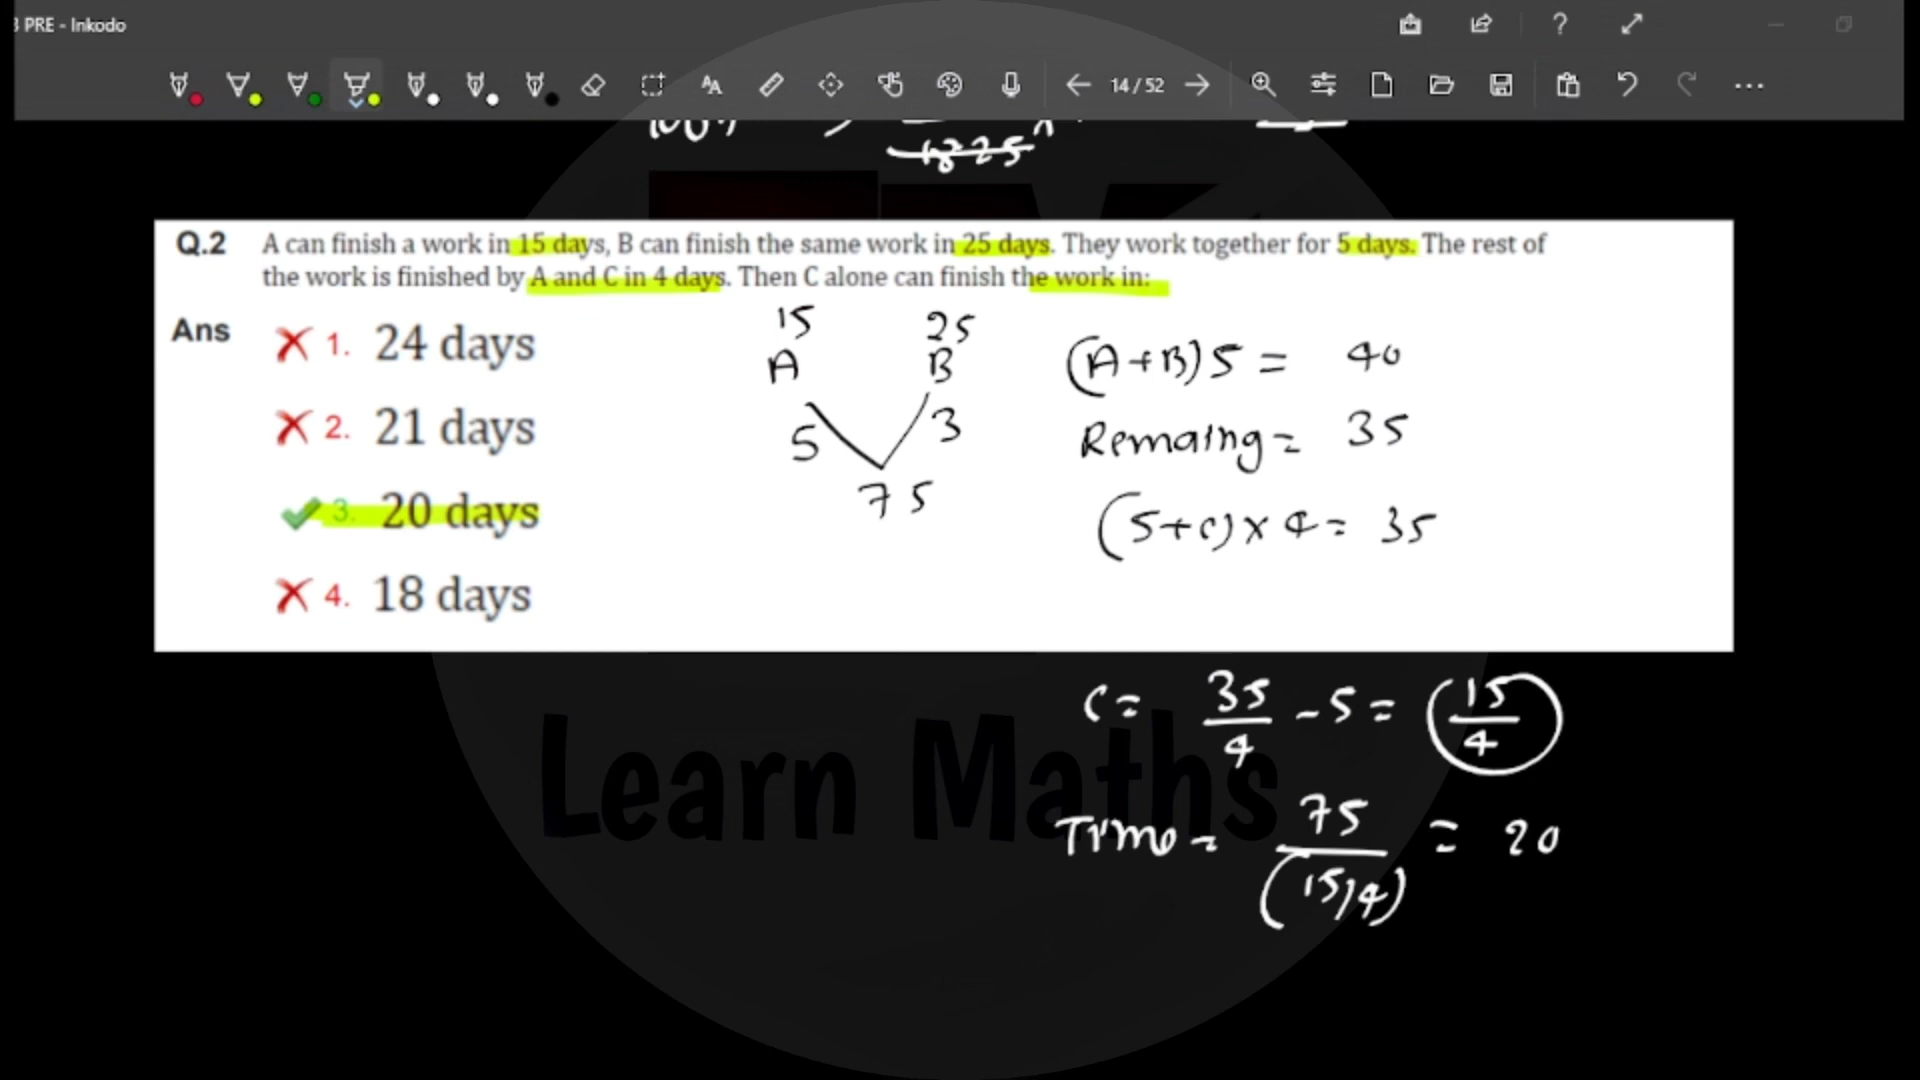 3 PRE - Inkodo
14 / 52
1825
Q.2 A can finish a work in 15 days, B can finish the same work in 25 days. They work together for 5 days. The rest of
the work is finished by A and C in 4 days. Then C alone can finish the work in:
Ans
1. 24 days
2. 21 days
3. 20 days
4. 18 days
15 25
A B
5 3
75
(A+B)5 = 40
Remaing = 35
(5+C)×4 = 35
C = 35/4 - 5 = 15/4
Time = 75/(15/4) = 20
Learn Maths